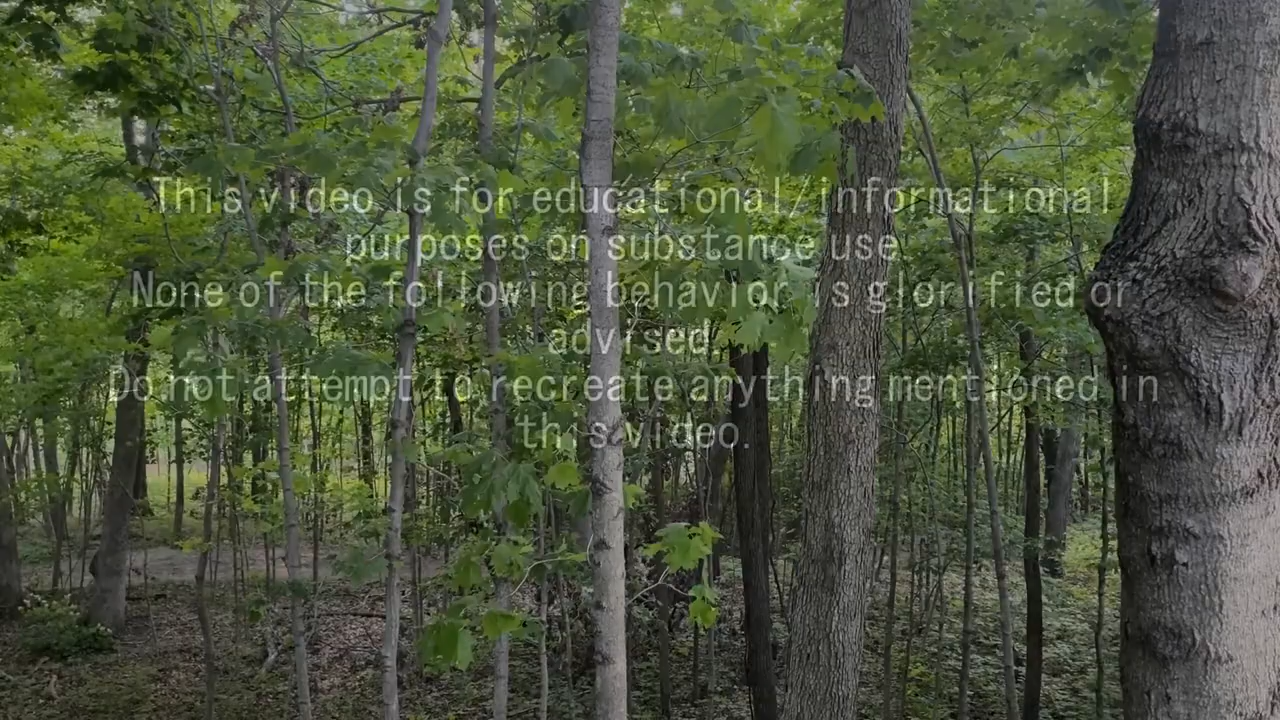 This video is for educational/informational
purposes on substance use
None of the following behavior is glorified or
advised
Do not attempt to recreate anything mentioned in
this video.